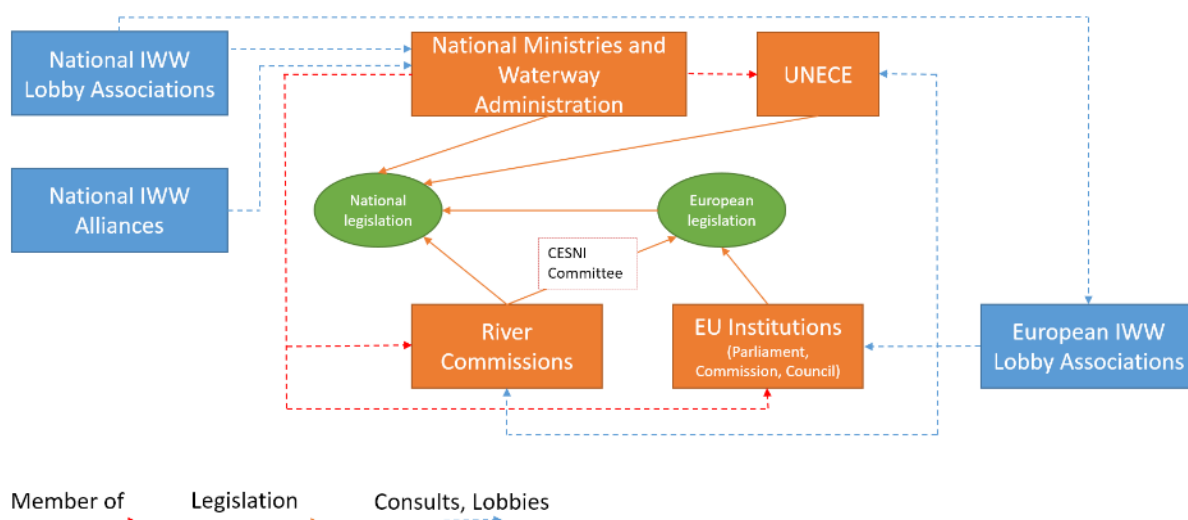 National IWW
Lobby Associations
National Ministries and
Waterway
Administration
UNECE
National IWW
Alliances
National
legislation
European
legislation
CESNI
Committee
River
Commissions
EU Institutions
(Parliament,
Commission, Council)
European IWW
Lobby Associations
Member of
Legislation
Consults, Lobbies